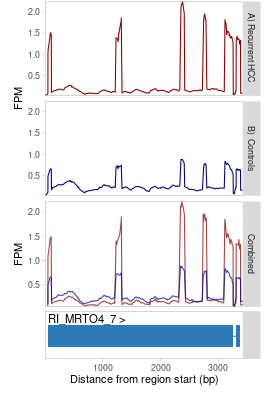 2.0
1.5
1.0
0.5
A) Recurrent HCC
FPM
2.0
1.5
1.0
0.5
B) Controls
2.0
1.5
1.0
0.5
Combined
FPM
RI_MRTO4_7 >
1000
2000
3000
Distance from region start (bp)